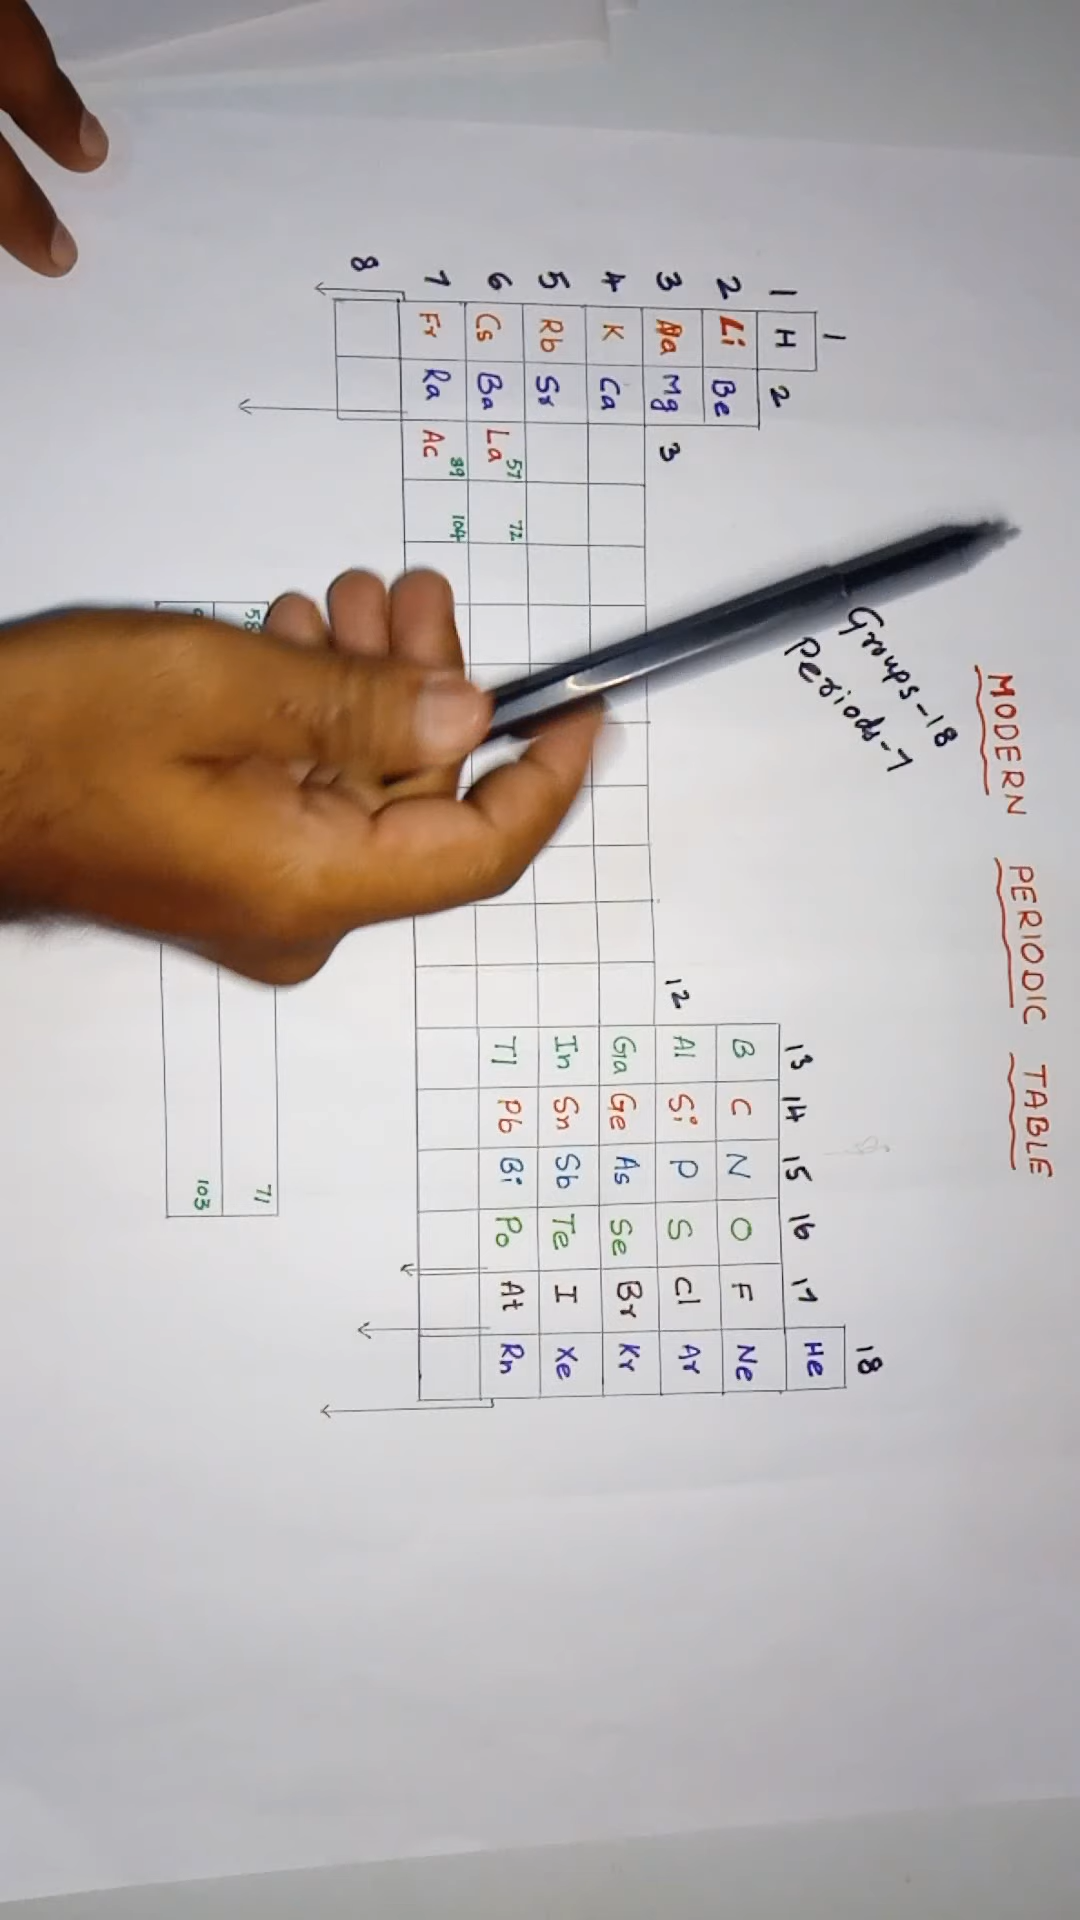 MODERN PERIODIC TABLE
Groups-18
Periods-7
1 18
1 H 2 13 14 15 16 17 He
2 Li Be B C N O F Ne
3 Na Mg 3 12 Al Si P S Cl Ar
4 K Ca Ga Ge As Se Br Kr
5 Rb Sr In Sn Sb Te I Xe
6 Cs Ba La 57 72 Tl Pb Bi Po At Rn
7 Fr Ra Ac 89 104
8
58 71
103